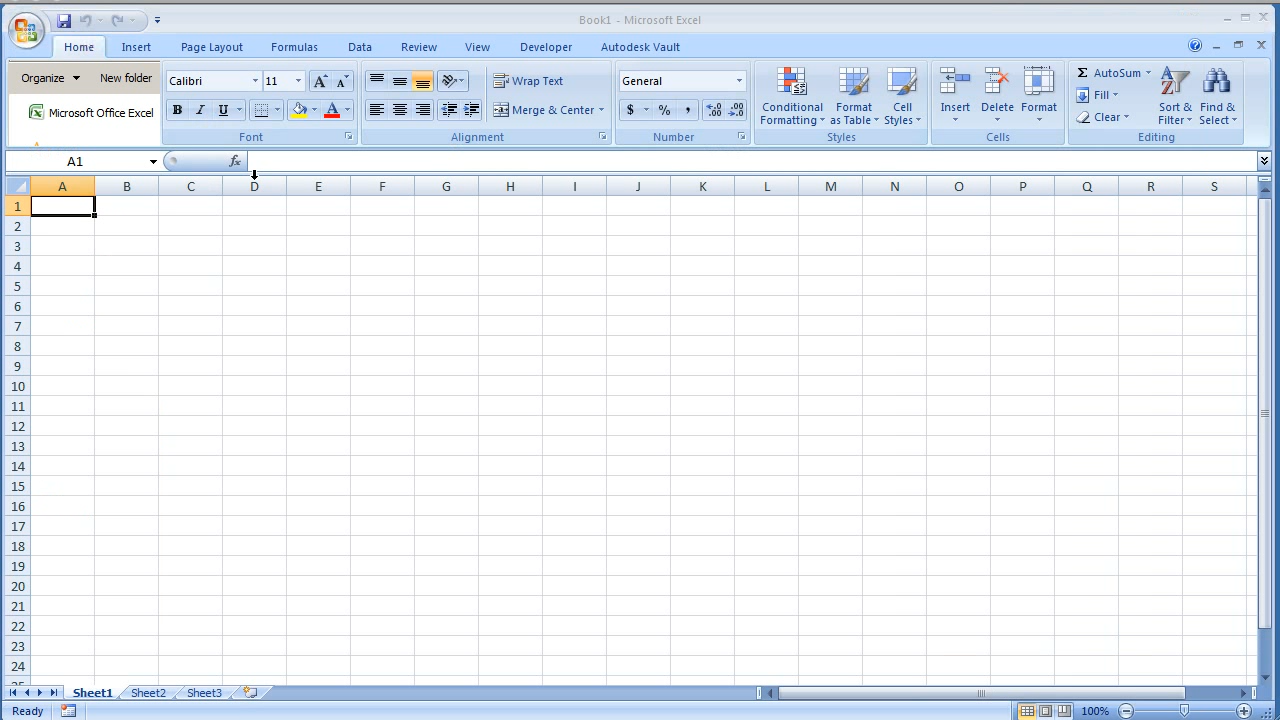 Book1 - Microsoft Excel
Home Insert Page Layout Formulas Data Review View Developer Autodesk Vault
Organize New folder
Microsoft Office Excel
Calibri 11
B I U A
Font
Wrap Text
Merge & Center
Alignment
General
$ % ,
Number
Conditional Formatting
Format as Table
Cell Styles
Styles
Insert Delete Format
Cells
Σ AutoSum
Fill
Clear
Sort & Filter
Find & Select
Editing
A1 fx
A B C D E F G H I J K L M N O P Q R S
1
2
3
4
5
6
7
8
9
10
11
12
13
14
15
16
17
18
19
20
21
22
23
24
Sheet1 Sheet2 Sheet3
Ready 100%